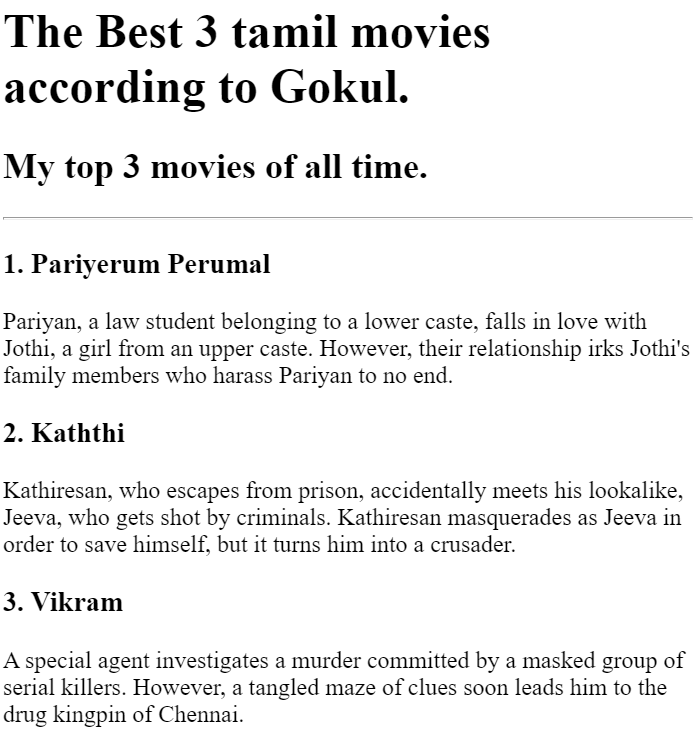 The Best 3 tamil movies
according to Gokul.
My top 3 movies of all time.
1. Pariyerum Perumal
Pariyan, a law student belonging to a lower caste, falls in love with
Jothi, a girl from an upper caste. However, their relationship irks Jothi's
family members who harass Pariyan to no end.
2. Kaththi
Kathiresan, who escapes from prison, accidentally meets his lookalike,
Jeeva, who gets shot by criminals. Kathiresan masquerades as Jeeva in
order to save himself, but it turns him into a crusader.
3. Vikram
A special agent investigates a murder committed by a masked group of
serial killers. However, a tangled maze of clues soon leads him to the
drug kingpin of Chennai.